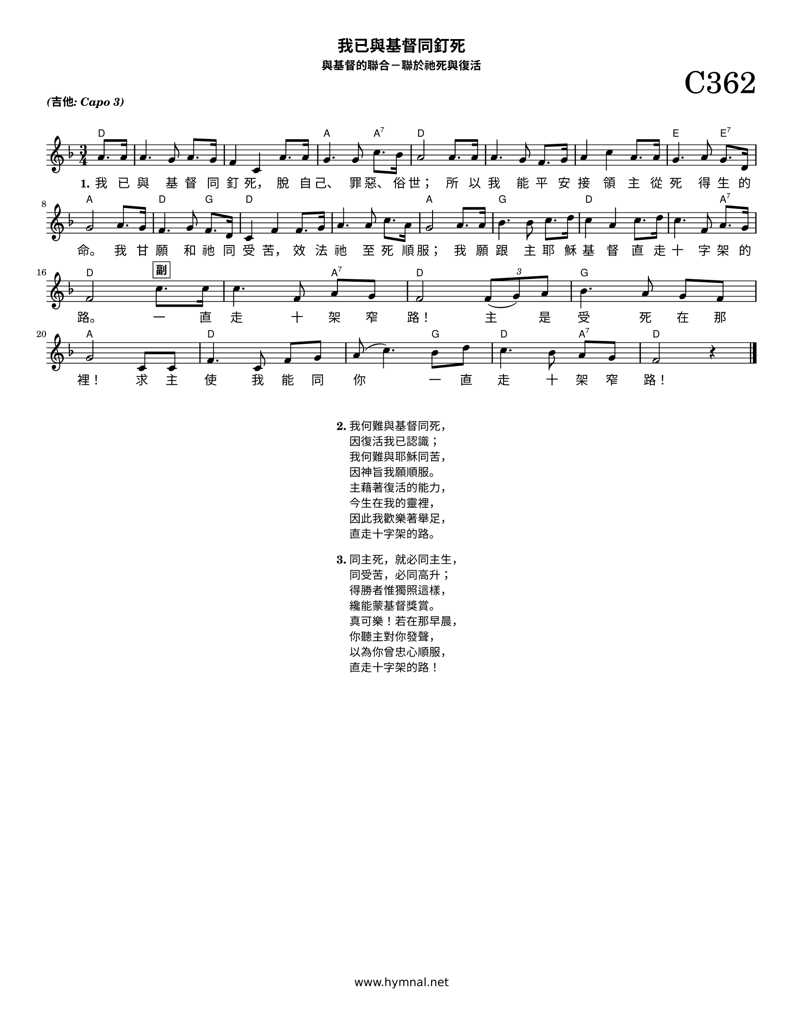 我已與基督同釘死
與基督的聯合－聯於祂死與復活
C362
(吉他: Capo 3)
D A A7 D E E7
1. 我 已 與 基 督 同 釘 死， 脫 自 己、 罪 惡、 俗 世； 所 以 我 能 平 安 接 領 主 從 死 得 生 的
8 A D G D A G D A7
命。 我 甘 願 和 祂 同 受 苦， 效 法 祂 至 死 順 服； 我 願 跟 主 耶 穌 基 督 直 走 十 字 架 的
16 D 副 A7 D 3 G
路。 一 直 走 十 架 窄 路！ 主 是 受 死 在 那
20 A D G D A7 D
裡！ 求 主 使 我 能 同 你 一 直 走 十 架 窄 路！
2. 我何難與基督同死，
因復活我已認識；
我何難與耶穌同苦，
因神旨我願順服。
主藉著復活的能力，
今生在我的靈裡，
因此我歡樂著舉足，
直走十字架的路。
3. 同主死，就必同主生，
同受苦，必同高升；
得勝者惟獨照這樣，
纔能蒙基督獎賞。
真可樂！若在那早晨，
你聽主對你發聲，
以為你曾忠心順服，
直走十字架的路！
www.hymnal.net